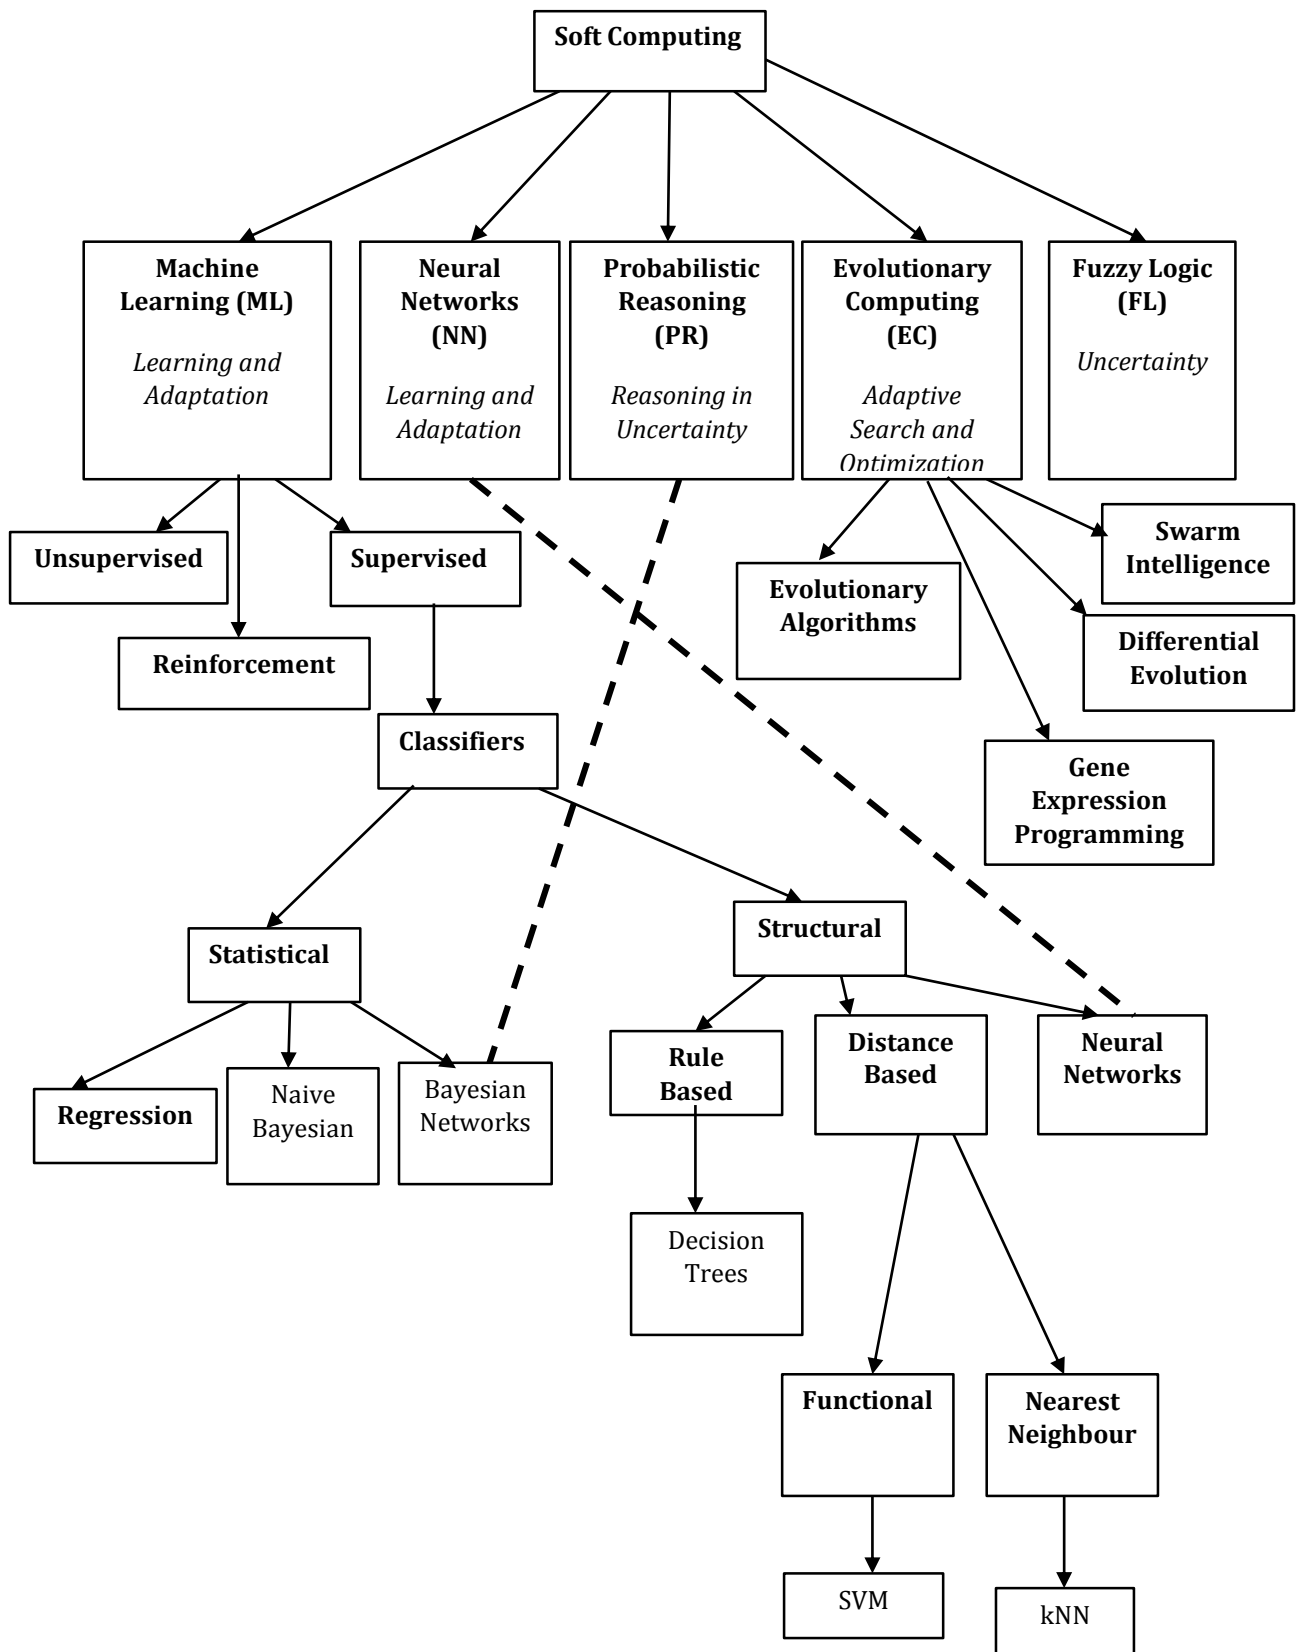 Soft Computing
Machine
Learning (ML)
Learning and
Adaptation
Neural
Networks
(NN)
Learning and
Adaptation
Probabilistic
Reasoning
(PR)
Reasoning in
Uncertainty
Evolutionary
Computing
(EC)
Adaptive
Search and
Optimization
Fuzzy Logic
(FL)
Uncertainty
Unsupervised
Supervised
Reinforcement
Evolutionary
Algorithms
Swarm
Intelligence
Differential
Evolution
Gene
Expression
Programming
Classifiers
Statistical
Structural
Regression
Naive
Bayesian
Bayesian
Networks
Rule
Based
Distance
Based
Neural
Networks
Decision
Trees
Functional
Nearest
Neighbour
SVM
kNN